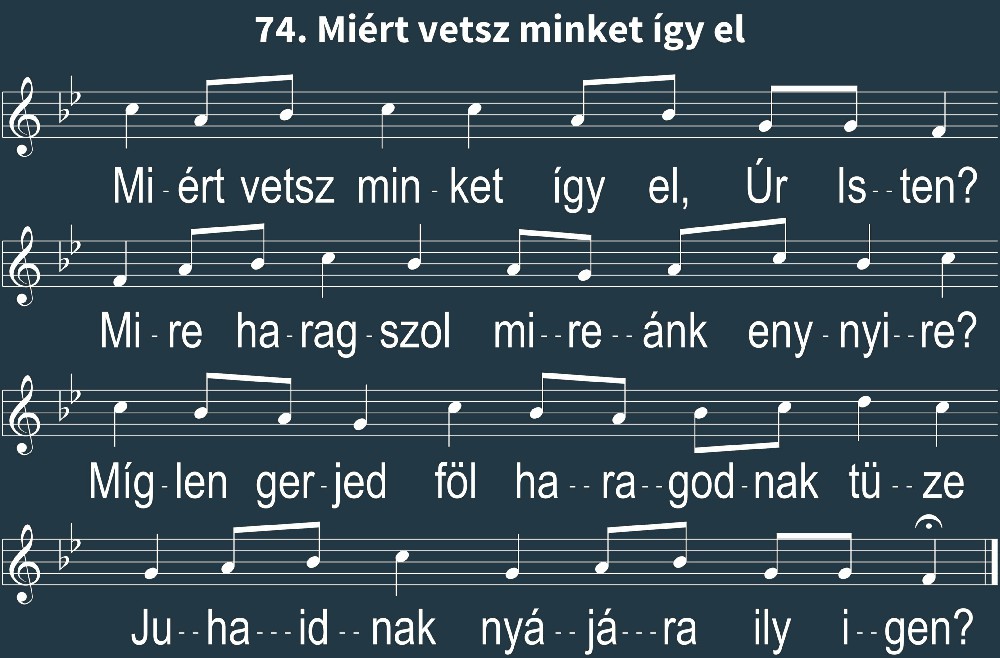 74. Miért vetsz minket így el
Mi - ért vetsz min - ket így el, Úr Is - - ten?
Mi - re ha - rag - szol mi - - re - - ánk eny - nyi - - re?
Míg - len ger - jed föl ha - - ra - - god - nak tü - - ze
Ju - - ha - - - id - - nak nyá - - já - - - ra ily i - - gen?